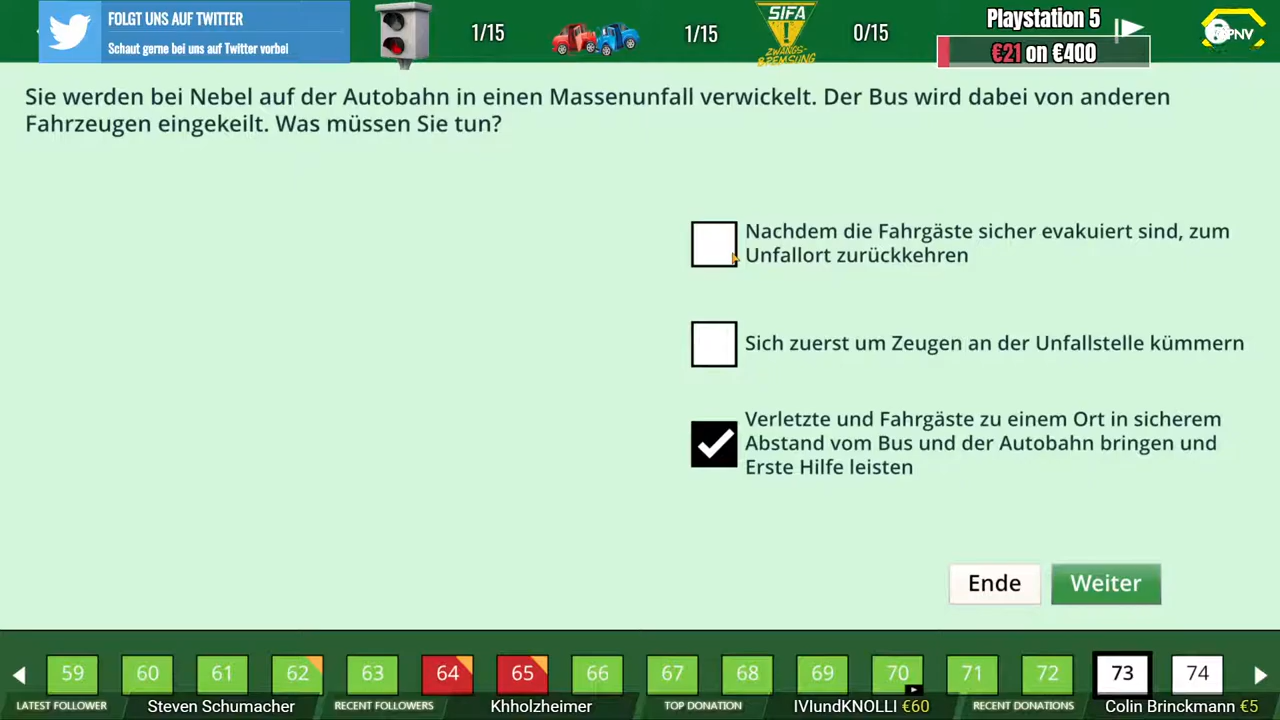 FOLGT UNS AUF TWITTER
Schaut gerne bei uns auf Twitter vorbei
1/15
1/15
SIFA
ZWANGS-
BREMSUNG
0/15
Playstation 5
€21 on €400
ÖPNV
Sie werden bei Nebel auf der Autobahn in einen Massenunfall verwickelt. Der Bus wird dabei von anderen
Fahrzeugen eingekeilt. Was müssen Sie tun?
Nachdem die Fahrgäste sicher evakuiert sind, zum
Unfallort zurückkehren
Sich zuerst um Zeugen an der Unfallstelle kümmern
Verletzte und Fahrgäste zu einem Ort in sicherem
Abstand vom Bus und der Autobahn bringen und
Erste Hilfe leisten
Ende
Weiter
59 60 61 62 63 64 65 66 67 68 69 70 71 72 73 74
LATEST FOLLOWER Steven Schumacher RECENT FOLLOWERS Khholzheimer TOP DONATION IVIundKNOLLI €60 RECENT DONATIONS Colin Brinckmann €5